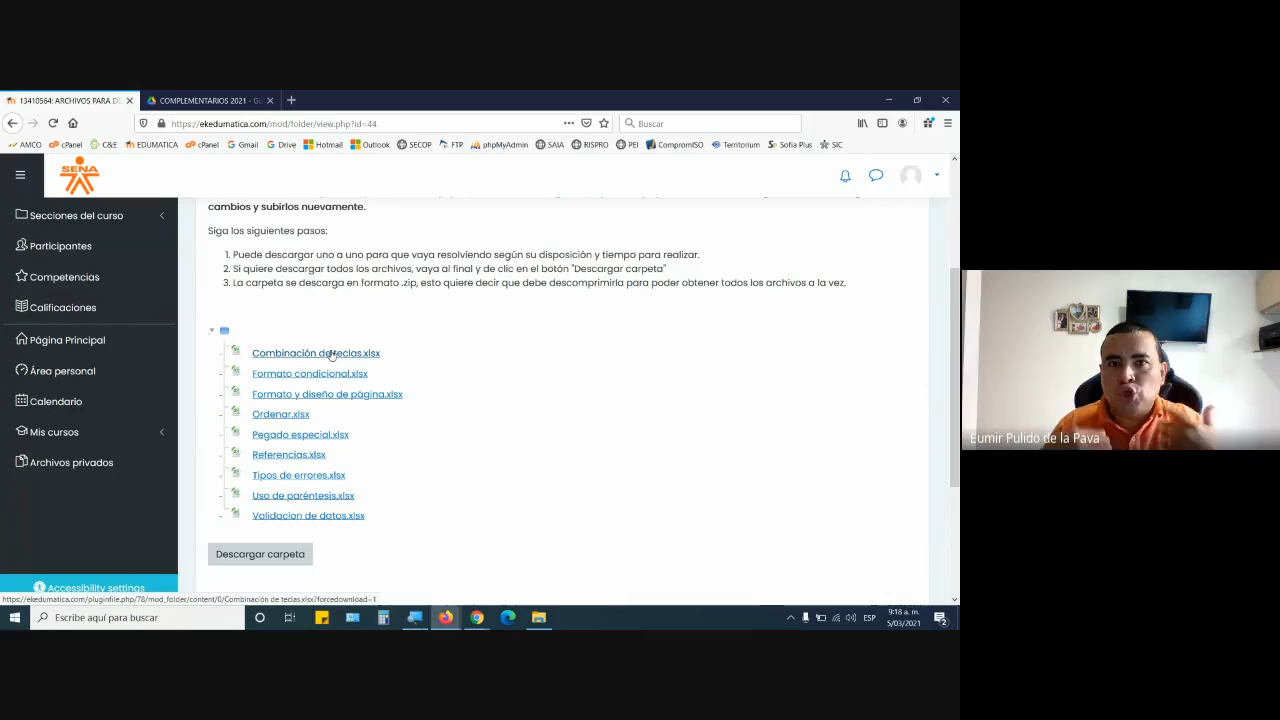 13410564: ARCHIVOS PARA DE
COMPLEMENTARIOS 2021 - Go
https://ekedumatica.com/mod/folder/view.php?id=44
Buscar
AMCO
cPanel
C&E
EDUMATICA
cPanel
Gmail
Drive
Hotmail
Outlook
SECOP
FTP
phpMyAdmin
SAIA
RISPRO
PEI
CompromISO
Territorium
Sofia Plus
SIC
SENA
Secciones del curso
Participantes
Competencias
Calificaciones
Página Principal
Área personal
Calendario
Mis cursos
Archivos privados
Accessibility settings
cambios y subirlos nuevamente.
Siga los siguientes pasos:
1. Puede descargar uno a uno para que vaya resolviendo según su disposición y tiempo para realizar.
2. Si quiere descargar todos los archivos, vaya al final y de clic en el botón "Descargar carpeta"
3. La carpeta se descarga en formato .zip, esto quiere decir que debe descomprimirla para poder obtener todos los archivos a la vez.
Combinación de teclas.xlsx
Formato condicional.xlsx
Formato y diseño de página.xlsx
Ordenar.xlsx
Pegado especial.xlsx
Referencias.xlsx
Tipos de errores.xlsx
Uso de paréntesis.xlsx
Validacion de datos.xlsx
Descargar carpeta
https://ekedumatica.com/pluginfile.php/78/mod_folder/content/0/Combinación de teclas.xlsx?forcedownload=1
Escribe aquí para buscar
ESP
9:18 a. m.
5/03/2021
2
Eumir Pulido de la Pava